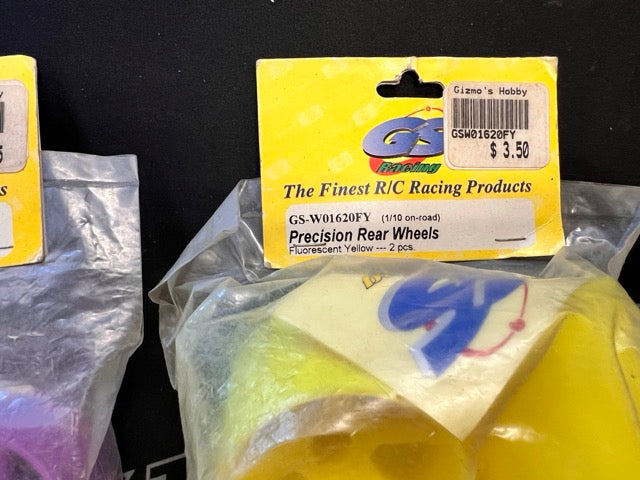 Gizmo's Hobby
GSW01620FY
$ 3.50
GS
Racing
The Finest R/C Racing Products
GS-W01620FY (1/10 on-road)
Precision Rear Wheels
Fluorescent Yellow --- 2 pcs.
5
s